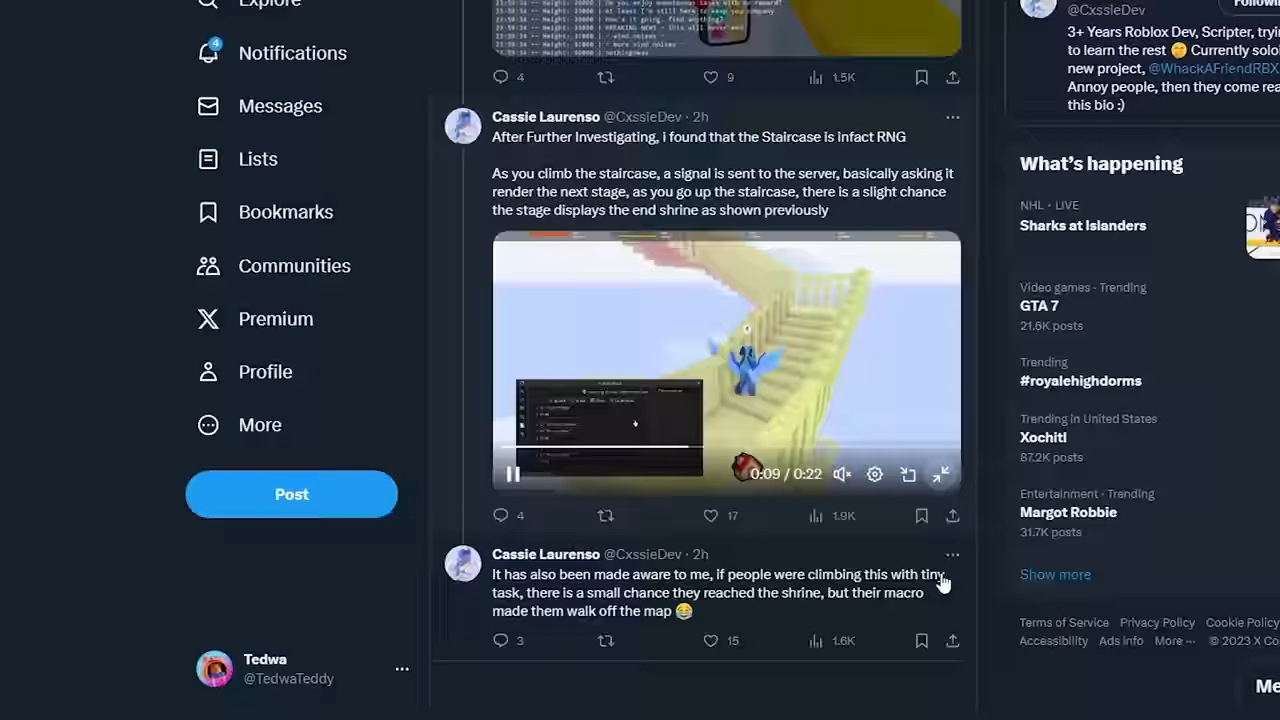 Explore
@CxssieDev
3+ Years Roblox Dev, Scripter, tryin
to learn the rest 🤭 Currently solo
new project, @WhackAFriendRBX
Annoy people, then they come rea
this bio :)
4
Notifications
Messages
Lists
Bookmarks
Communities
Premium
Profile
More
Post
Tedwa
@TedwaTeddy
4
9
1.5K
Cassie Laurenso @CxssieDev · 2h
After Further Investigating, i found that the Staircase is infact RNG
As you climb the staircase, a signal is sent to the server, basically asking it
render the next stage, as you go up the staircase, there is a slight chance
the stage displays the end shrine as shown previously
0:09 / 0:22
4
17
1.9K
Cassie Laurenso @CxssieDev · 2h
It has also been made aware to me, if people were climbing this with tiny
task, there is a small chance they reached the shrine, but their macro
made them walk off the map 😂
3
15
1.6K
What's happening
NHL · LIVE
Sharks at Islanders
Video games · Trending
GTA 7
21.6K posts
Trending
#royalehighdorms
Trending in United States
Xochitl
87.2K posts
Entertainment · Trending
Margot Robbie
31.7K posts
Show more
Terms of Service Privacy Policy Cookie Policy
Accessibility Ads info More ··· © 2023 X Co
Me